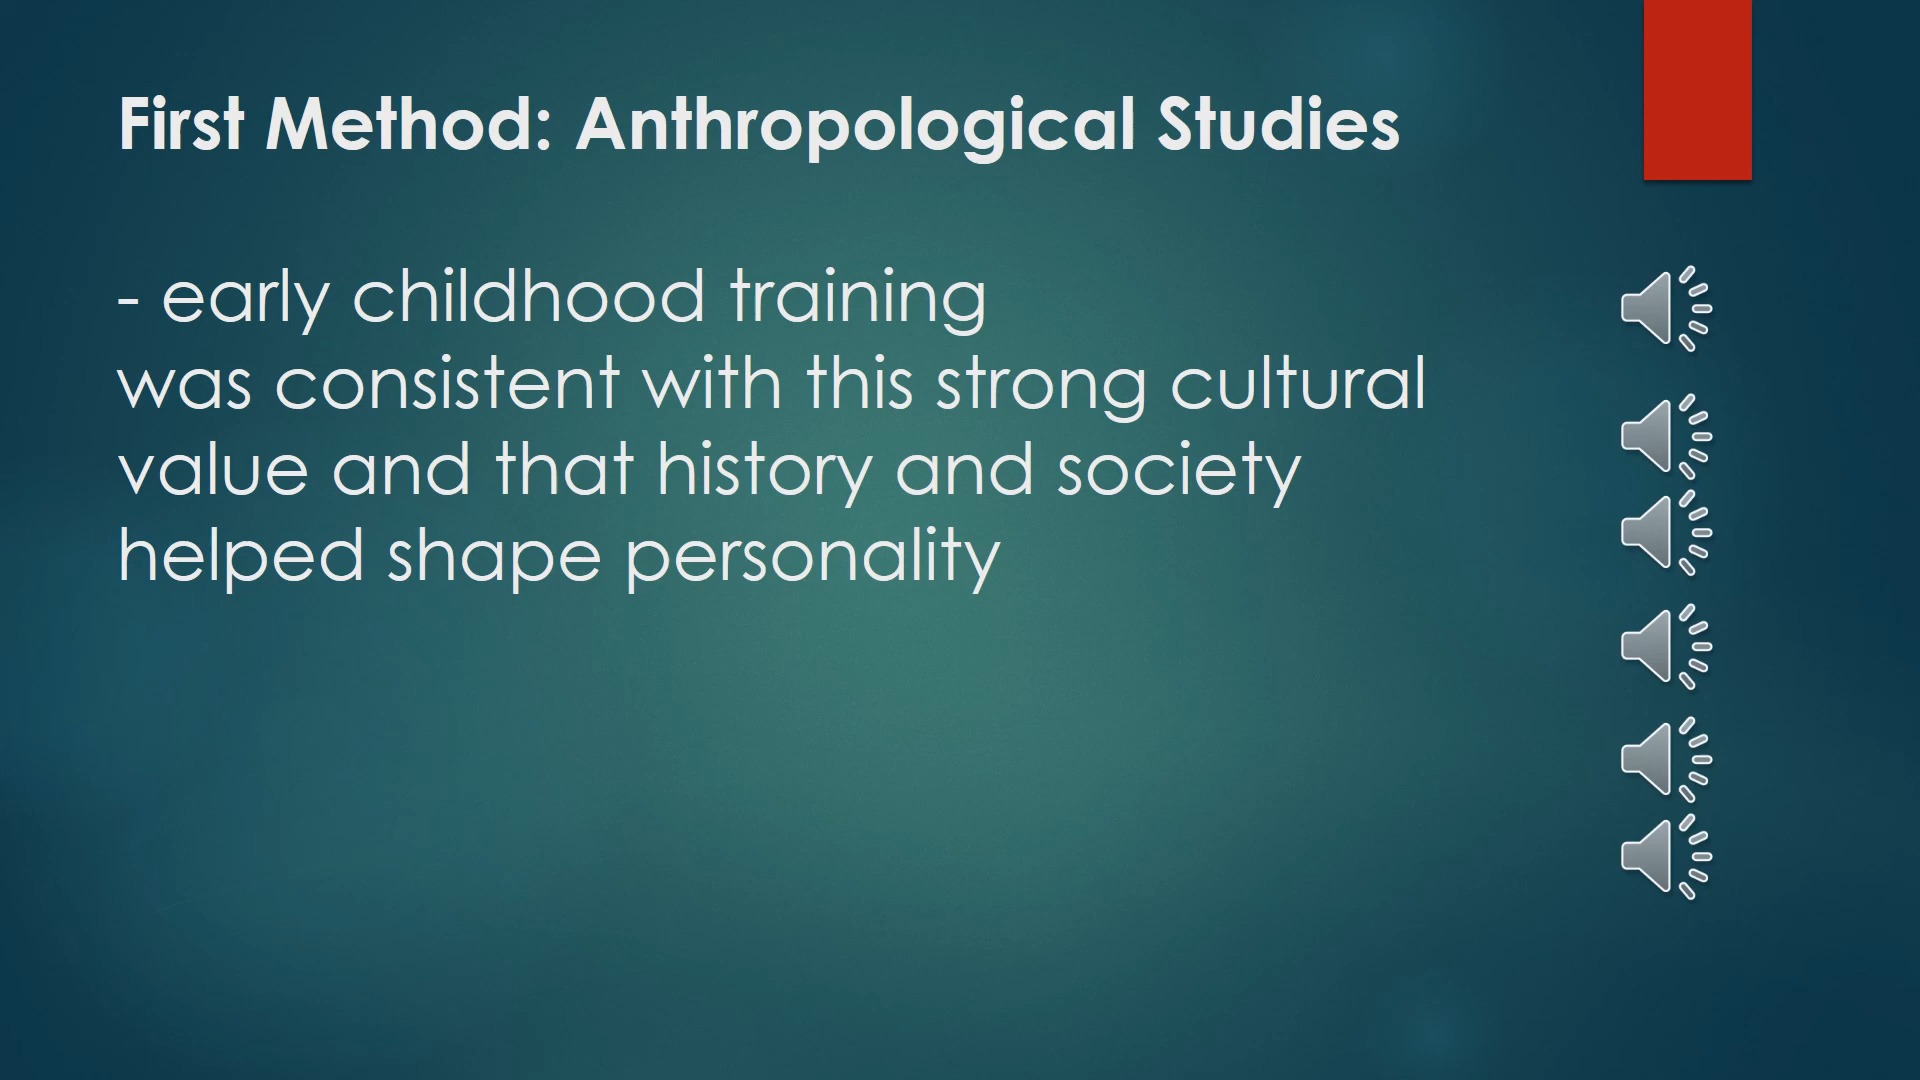 First Method: Anthropological Studies
- early childhood training
was consistent with this strong cultural
value and that history and society
helped shape personality